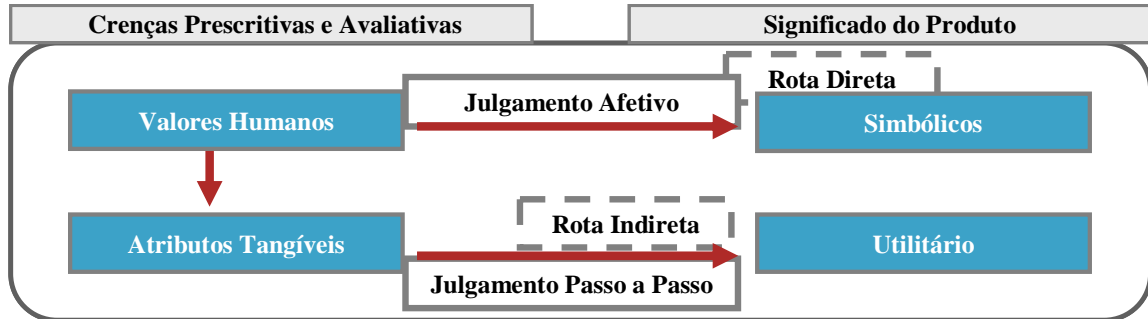 Crenças Prescritivas e Avaliativas
Significado do Produto
Rota Direta
Julgamento Afetivo
Valores Humanos
Simbólicos
Rota Indireta
Atributos Tangíveis
Utilitário
Julgamento Passo a Passo